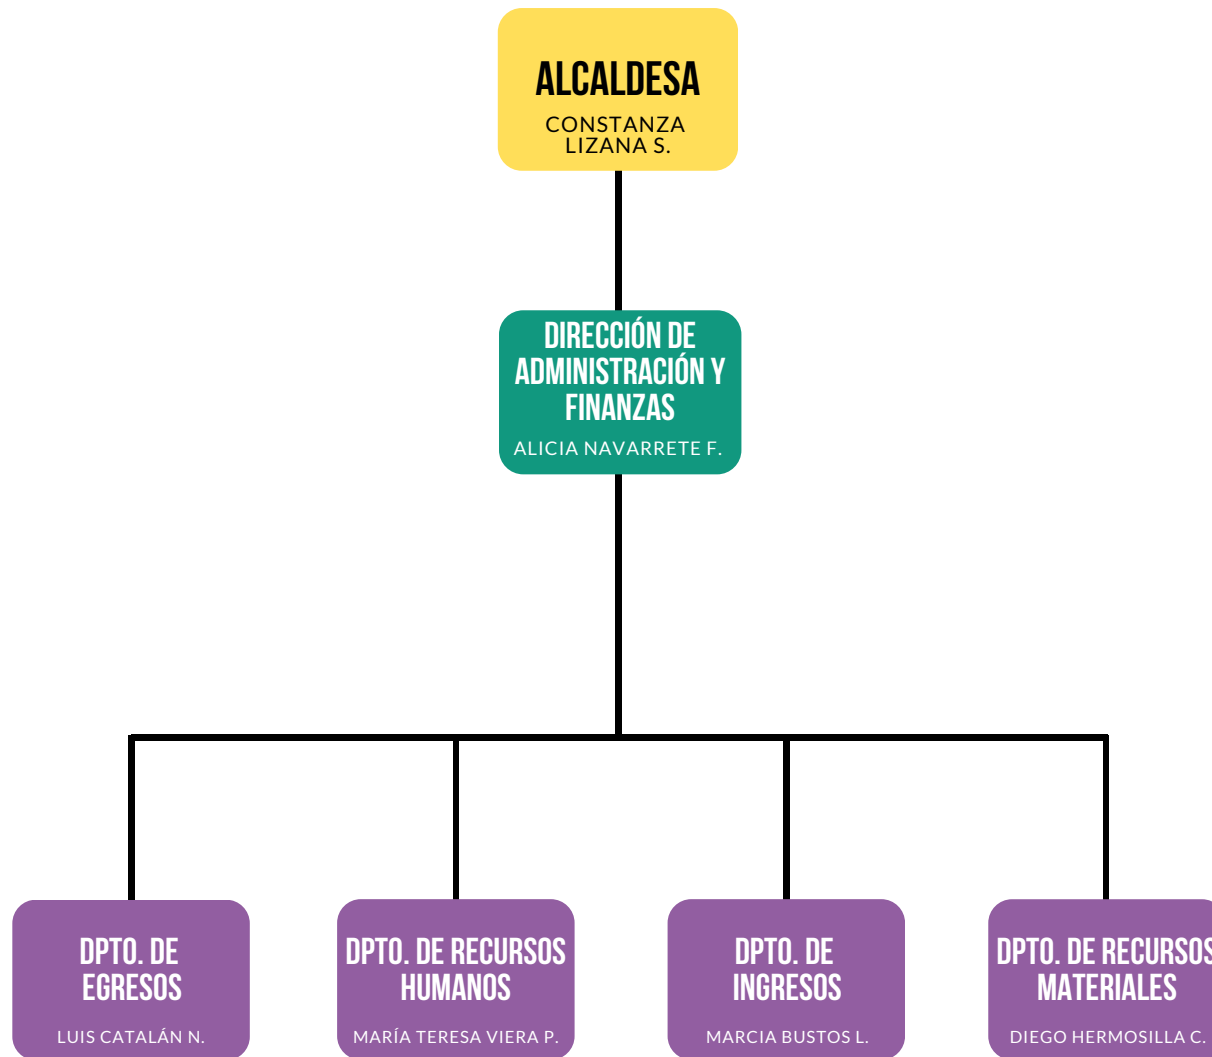 ALCALDESA
CONSTANZA
LIZANA S.
DIRECCIÓN DE
ADMINISTRACIÓN Y
FINANZAS
ALICIA NAVARRETE F.
DPTO. DE
EGRESOS
LUIS CATALÁN N.
DPTO. DE RECURSOS
HUMANOS
MARÍA TERESA VIERA P.
DPTO. DE
INGRESOS
MARCIA BUSTOS L.
DPTO. DE RECURSOS
MATERIALES
DIEGO HERMOSILLA C.